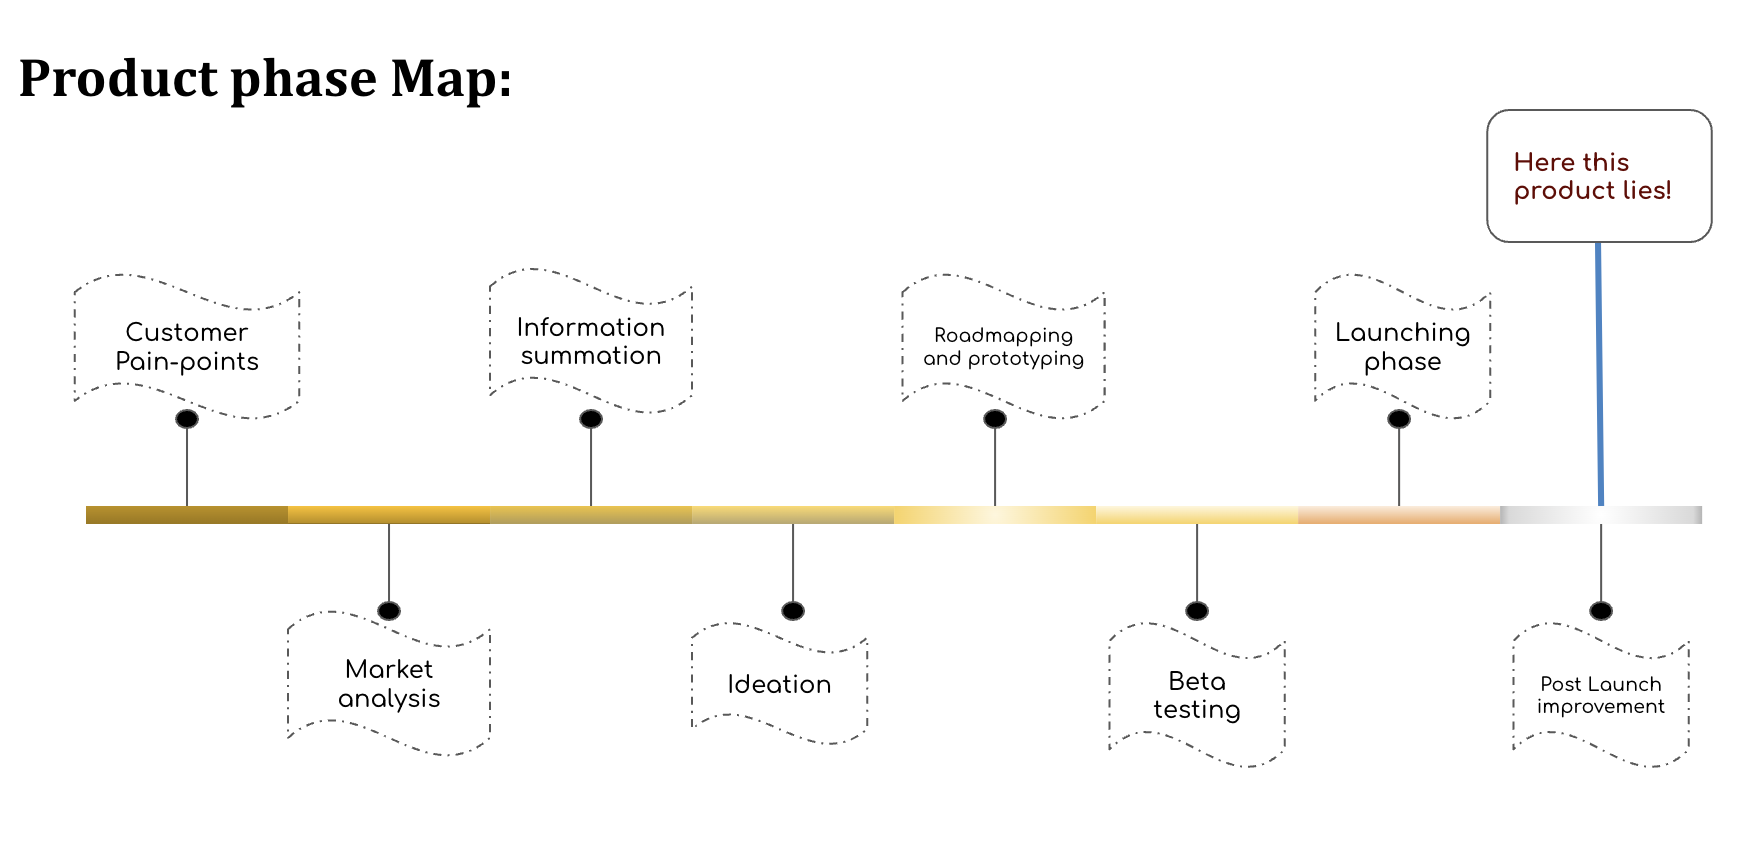 Product phase Map:
Here this
product lies!
Customer
Pain-points
Information
summation
Roadmapping
and prototyping
Launching
phase
Market
analysis
Ideation
Beta
testing
Post Launch
improvement